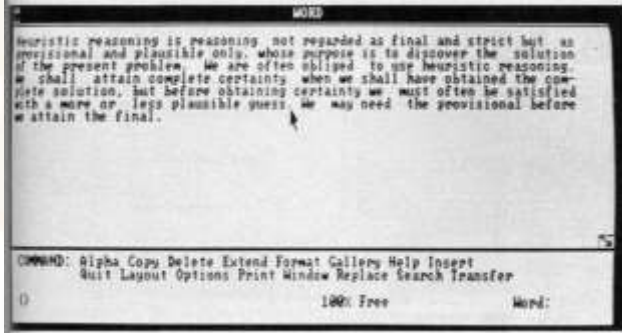 WORD
Heuristic reasoning is reasoning not regarded as final and strict but as
provisional and plausible only, whose purpose is to discover the solution
of the present problem. We are often obliged to use heuristic reasoning.
We shall attain complete certainty when we shall have obtained the com-
plete solution, but before obtaining certainty we must often be satisfied
with a more or less plausible guess. We may need the provisional before
we attain the final.
COMMAND: Alpha Copy Delete Extend Format Gallery Help Insert
Quit Layout Options Print Window Replace Search Transfer
{} 100% Free Word: